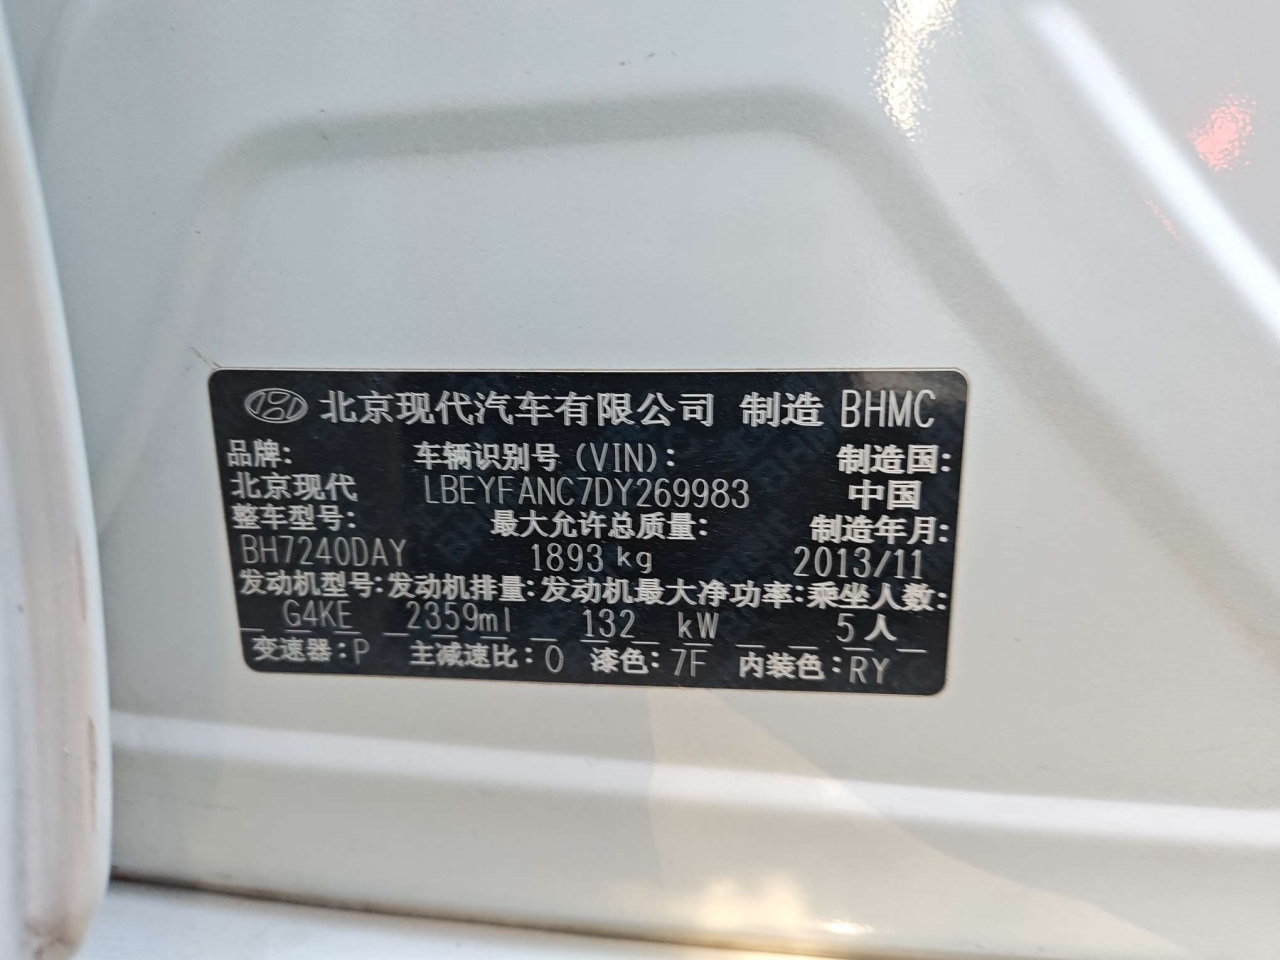 北京现代汽车有限公司 制造 BHMC
品牌: 车辆识别号 (VIN): 制造国:
北京现代 LBEYFANC7DY269983 中国
整车型号: 最大允许总质量: 制造年月:
BH7240DAY 1893 kg 2013/11
发动机型号: 发动机排量: 发动机最大净功率: 乘坐人数:
G4KE 2359ml 132 kW 5人
变速器: P 主减速比: O 漆色: 7F 内装色: RY